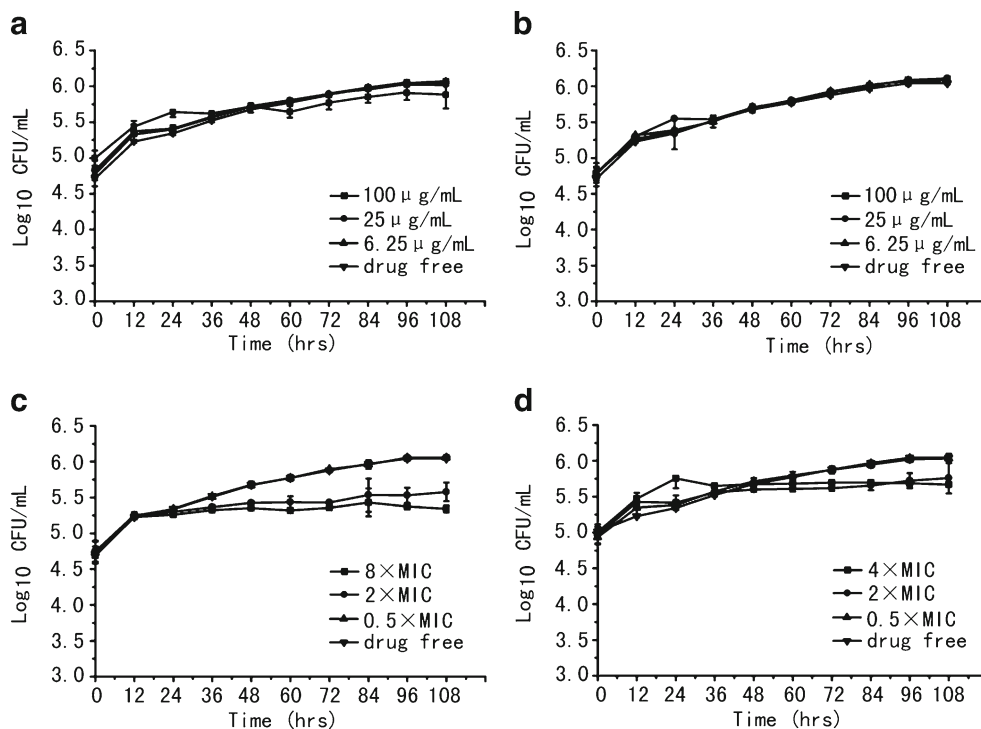 a
6.5
6.0
5.5
5.0
4.5
4.0
3.5
3.0
Log10 CFU/mL
100 μg/mL
25 μg/mL
6.25 μg/mL
drug free
0 12 24 36 48 60 72 84 96 108
Time (hrs)
b
6.5
6.0
5.5
5.0
4.5
4.0
3.5
3.0
Log10 CFU/mL
100 μg/mL
25 μg/mL
6.25 μg/mL
drug free
0 12 24 36 48 60 72 84 96 108
Time (hrs)
c
6.5
6.0
5.5
5.0
4.5
4.0
3.5
3.0
Log10 CFU/mL
8×MIC
2×MIC
0.5×MIC
drug free
0 12 24 36 48 60 72 84 96 108
Time (hrs)
d
6.5
6.0
5.5
5.0
4.5
4.0
3.5
3.0
Log10 CFU/mL
4×MIC
2×MIC
0.5×MIC
drug free
0 12 24 36 48 60 72 84 96 108
Time (hrs)